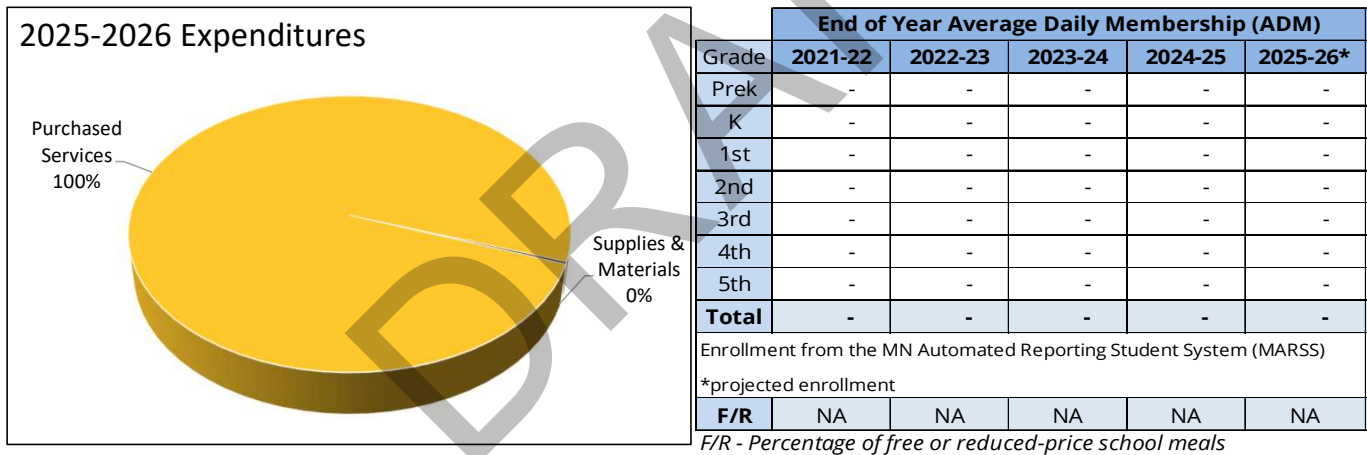 2025-2026 Expenditures
Purchased
Services
100%
Supplies &
Materials
0%
End of Year Average Daily Membership (ADM)
Grade 2021-22 2022-23 2023-24 2024-25 2025-26*
Prek - - - - -
K - - - - -
1st - - - - -
2nd - - - - -
3rd - - - - -
4th - - - - -
5th - - - - -
Total - - - - -
Enrollment from the MN Automated Reporting Student System (MARSS)
*projected enrollment
F/R NA NA NA NA NA
F/R - Percentage of free or reduced-price school meals